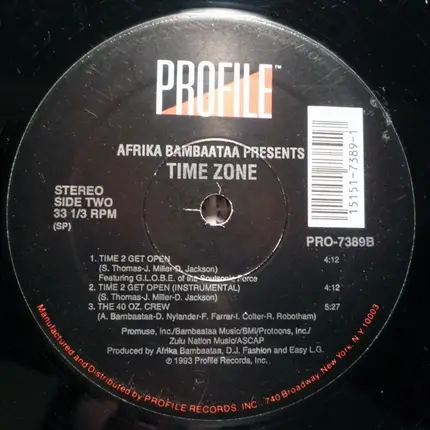 PROFILE™
AFRIKA BAMBAATAA PRESENTS
TIME ZONE
STEREO
SIDE TWO
33 1/3 RPM
(SP)
15151-7389-1
PRO-7389B
1. TIME 2 GET OPEN 4:12
(S. Thomas-J. Miller-D. Jackson)
Featuring G.L.O.B.E. of the Soulsonic Force
2. TIME 2 GET OPEN (INSTRUMENTAL) 4:12
(S. Thomas-J. Miller-D. Jackson)
3. THE 40 OZ. CREW 5:27
(A. Bambaataa-D. Nylander-F. Farrar-I. Colter-R. Robotham)
Promuse, Inc./Bambaataa Music/BMI/Protoons, Inc./
Zulu Nation Music/ASCAP
Produced by Afrika Bambaataa, D.J. Fashion and Easy L.G.
℗ 1993 Profile Records, Inc.
Manufactured and Distributed by PROFILE RECORDS, INC. 740 Broadway, New York, N.Y. 10003